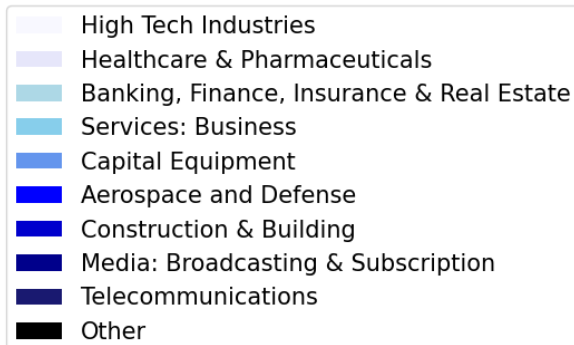 High Tech Industries
Healthcare & Pharmaceuticals
Banking, Finance, Insurance & Real Estate
Services: Business
Capital Equipment
Aerospace and Defense
Construction & Building
Media: Broadcasting & Subscription
Telecommunications
Other